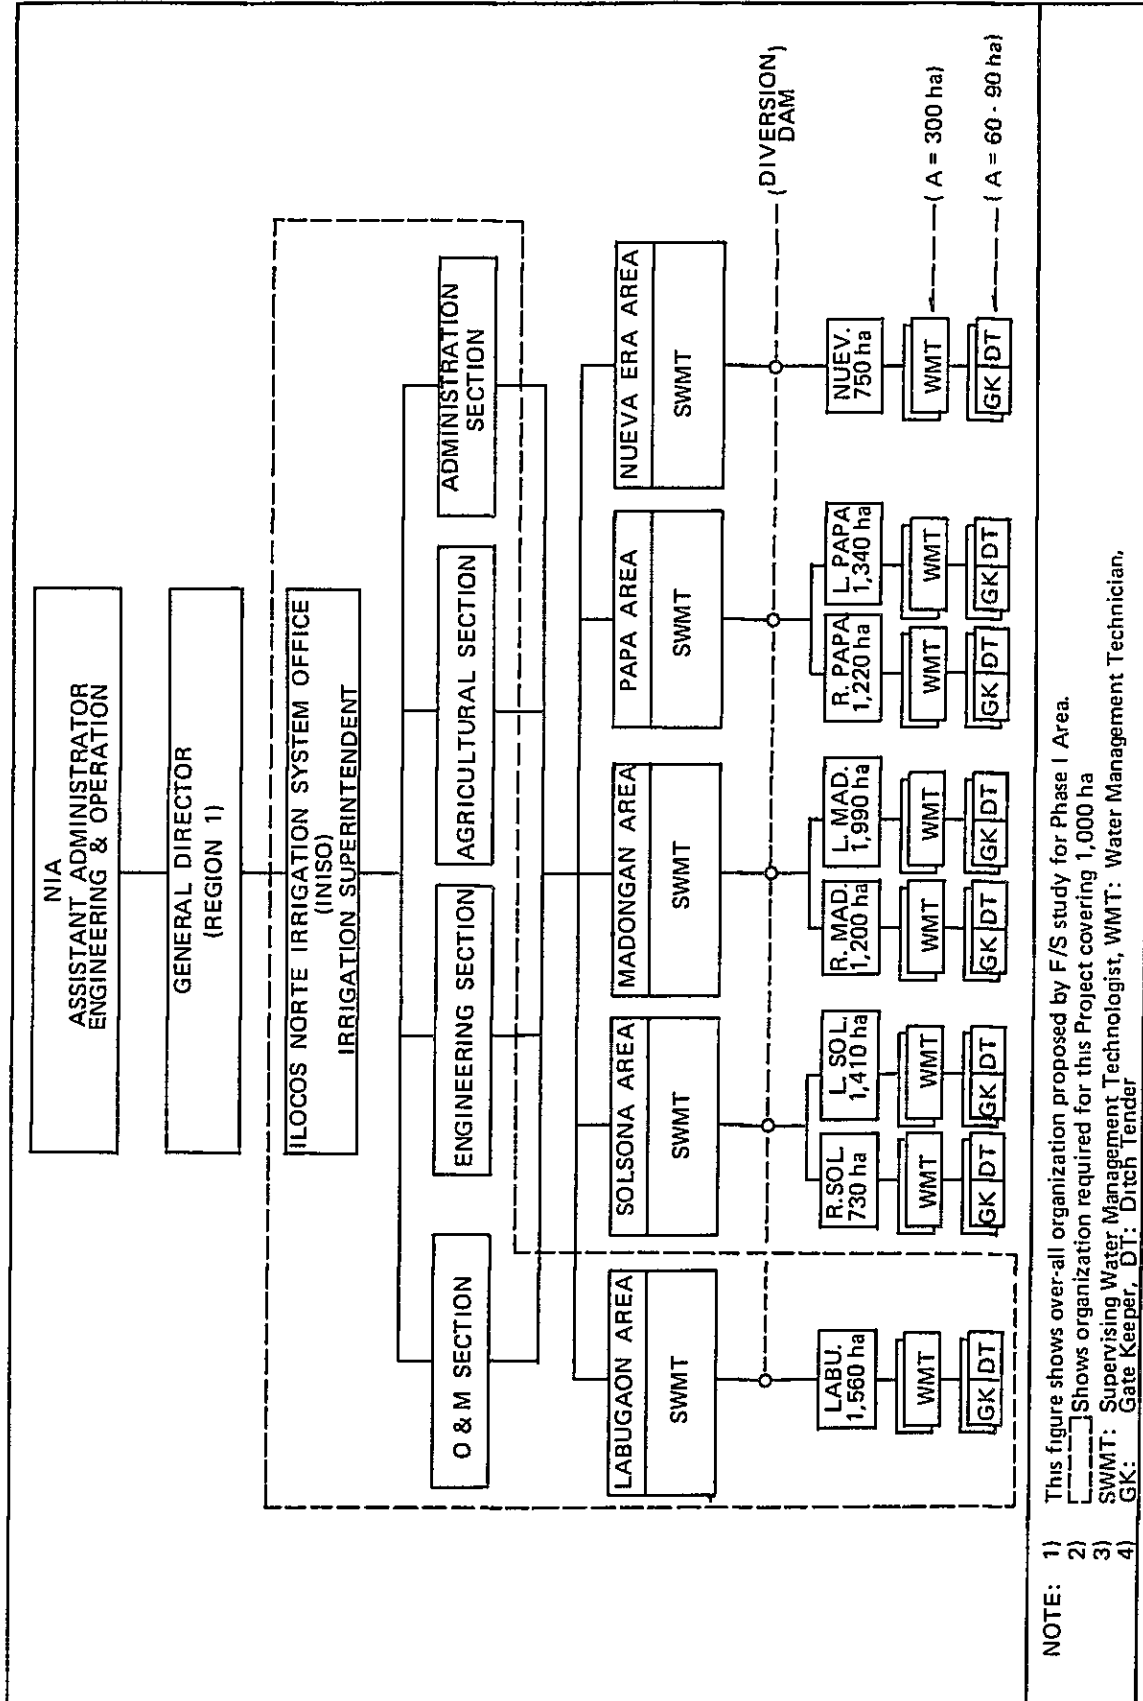 NIA
ASSISTANT ADMINISTRATOR
ENGINEERING & OPERATION
GENERAL DIRECTOR
(REGION 1)
ILOCOS NORTE IRRIGATION SYSTEM OFFICE
(INISO)
IRRIGATION SUPERINTENDENT
O & M SECTION
ENGINEERING SECTION
AGRICULTURAL SECTION
ADMINISTRATION
SECTION
LABUGAON AREA
SWMT
SOLSONA AREA
SWMT
MADONGAN AREA
SWMT
PAPA AREA
SWMT
NUEVA ERA AREA
SWMT
(DIVERSION)
DAM
LABU.
1,560 ha
R.SOL.
730 ha
L. SOL.
1,410 ha
R. MAD.
1,200 ha
L. MAD.
1,990 ha
R. PAPA
1,220 ha
L. PAPA
1,340 ha
NUEV.
750 ha
WMT
WMT
WMT
WMT
WMT
WMT
WMT
WMT
( A = 300 ha)
GK DT
GK DT
GK DT
GK DT
GK DT
GK DT
GK DT
GK DT
( A = 60 - 90 ha)
NOTE: 1) This figure shows over-all organization proposed by F/S study for Phase I Area.
2) Shows organization required for this Project covering 1,000 ha
3) SWMT: Supervising Water Management Technologist, WMT: Water Management Technician,
4) GK: Gate Keeper, DT: Ditch Tender